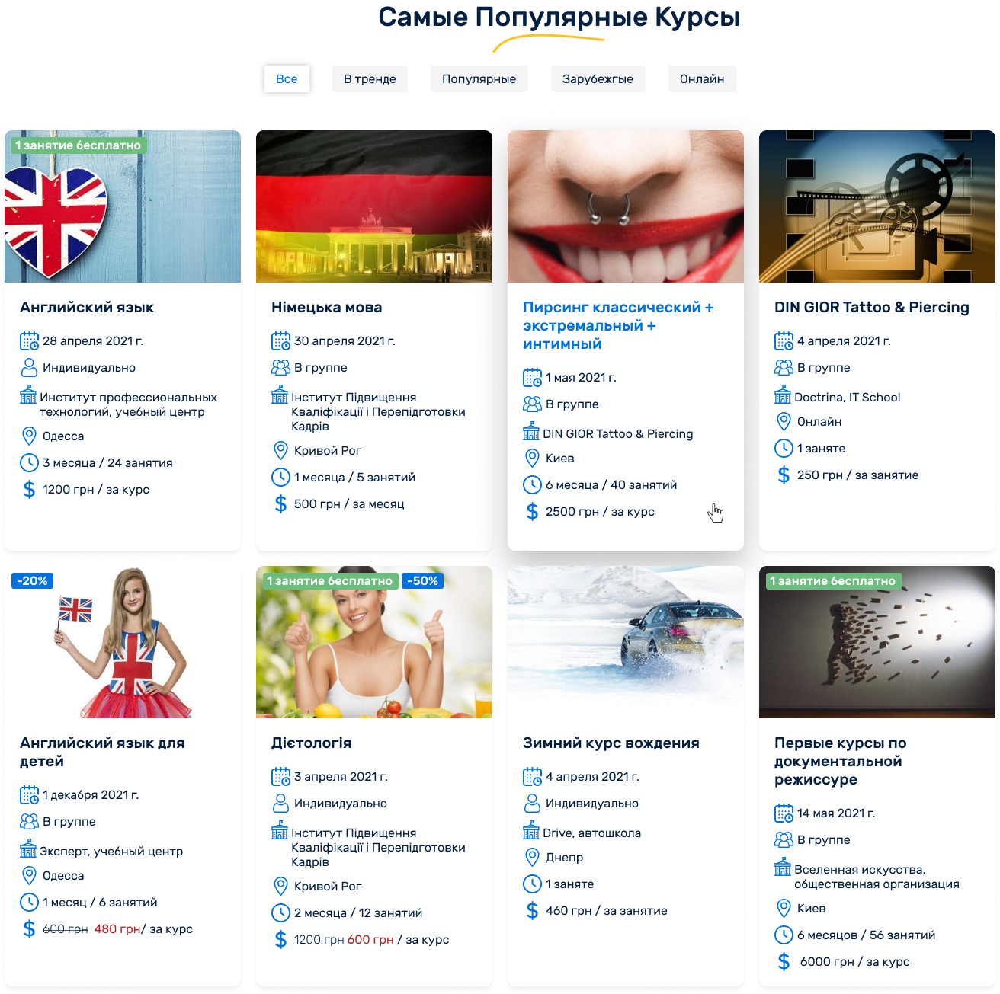 Самые Популярные Курсы
Все
В тренде
Популярные
Зарубежгые
Онлайн
1 занятие бесплатно
Английский язык
28 апреля 2021 г.
Индивидуально
Институт профессиональных
технологий, учебный центр
Одесса
3 месяца / 24 занятия
$ 1200 грн / за курс
Німецька мова
30 апреля 2021 г.
В группе
Інститут Підвищення
Кваліфікації і Перепідготовки
Кадрів
Кривой Рог
1 месяца / 5 занятий
$ 500 грн / за месяц
Пирсинг классический +
экстремальный +
интимный
1 мая 2021 г.
В группе
DIN GIOR Tattoo & Piercing
Киев
6 месяца / 40 занятий
$ 2500 грн / за курс
DIN GIOR Tattoo & Piercing
4 апреля 2021 г.
В группе
Doctrina, IT School
Онлайн
1 заняте
$ 250 грн / за занятие
-20%
Английский язык для
детей
1 декабря 2021 г.
В группе
Эксперт, учебный центр
Одесса
1 месяц / 6 занятий
$ 600 грн 480 грн/ за курс
1 занятие бесплатно -50%
Дієтологія
3 апреля 2021 г.
Индивидуально
Інститут Підвищення
Кваліфікації і Перепідготовки
Кадрів
Кривой Рог
2 месяца / 12 занятий
$ 1200 грн 600 грн / за курс
Зимний курс вождения
4 апреля 2021 г.
Индивидуально
Drive, автошкола
Днепр
1 заняте
$ 460 грн / за занятие
1 занятие бесплатно
Первые курсы по
документальной
режиссуре
14 мая 2021 г.
В группе
Вселенная искусства,
общественная организация
Киев
6 месяцов / 56 занятий
$ 6000 грн / за курс